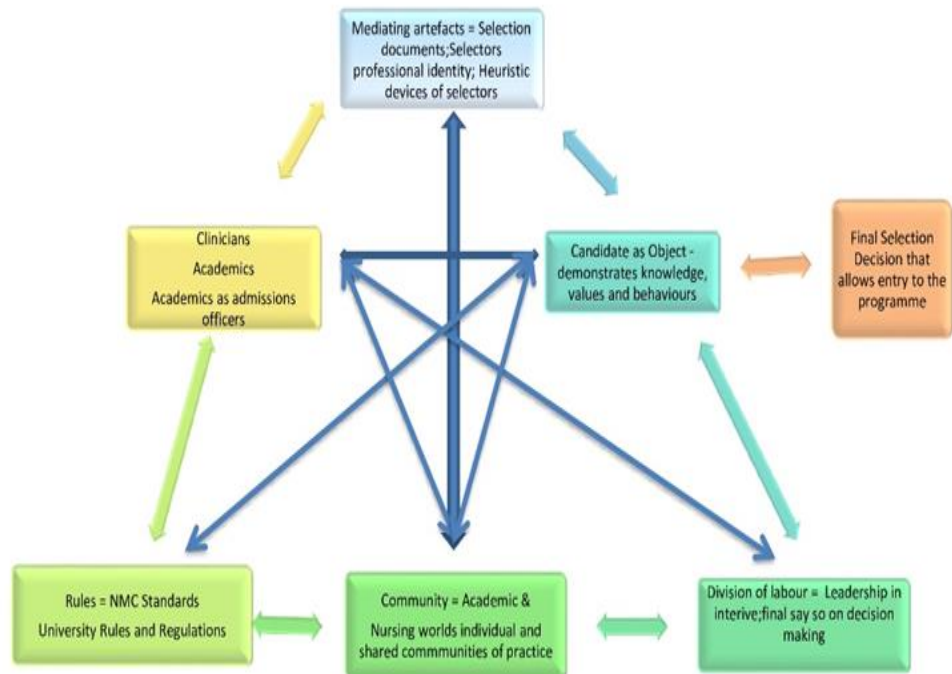 Mediating artefacts = Selection
documents;Selectors
professional identity; Heuristic
devices of selectors
Clinicians
Academics
Academics as admissions
officers
Candidate as Object -
demonstrates knowledge,
values and behaviours
Final Selection
Decision that
allows entry to the
programme
Rules = NMC Standards
University Rules and Regulations
Community = Academic &
Nursing worlds individual and
shared commmunities of practice
Division of labour = Leadership in
interive;final say so on decision
making